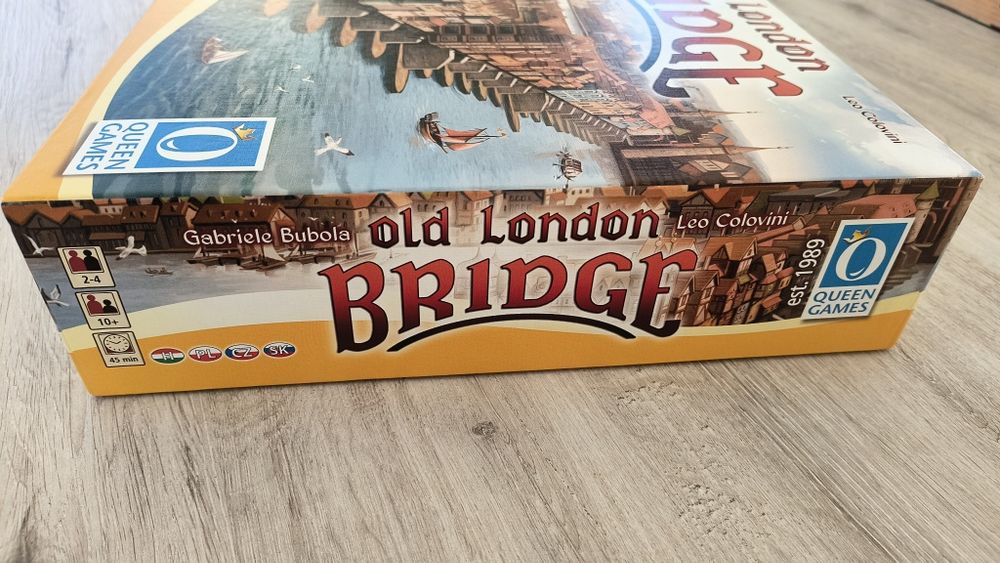 London
IDGE
Leo Colovini
QUEEN
GAMES
Gabriele Bubola
old London
Leo Colovini
BRIDGE
2-4
10+
45 min
H
PL
CZ
SK
est. 1989
QUEEN
GAMES